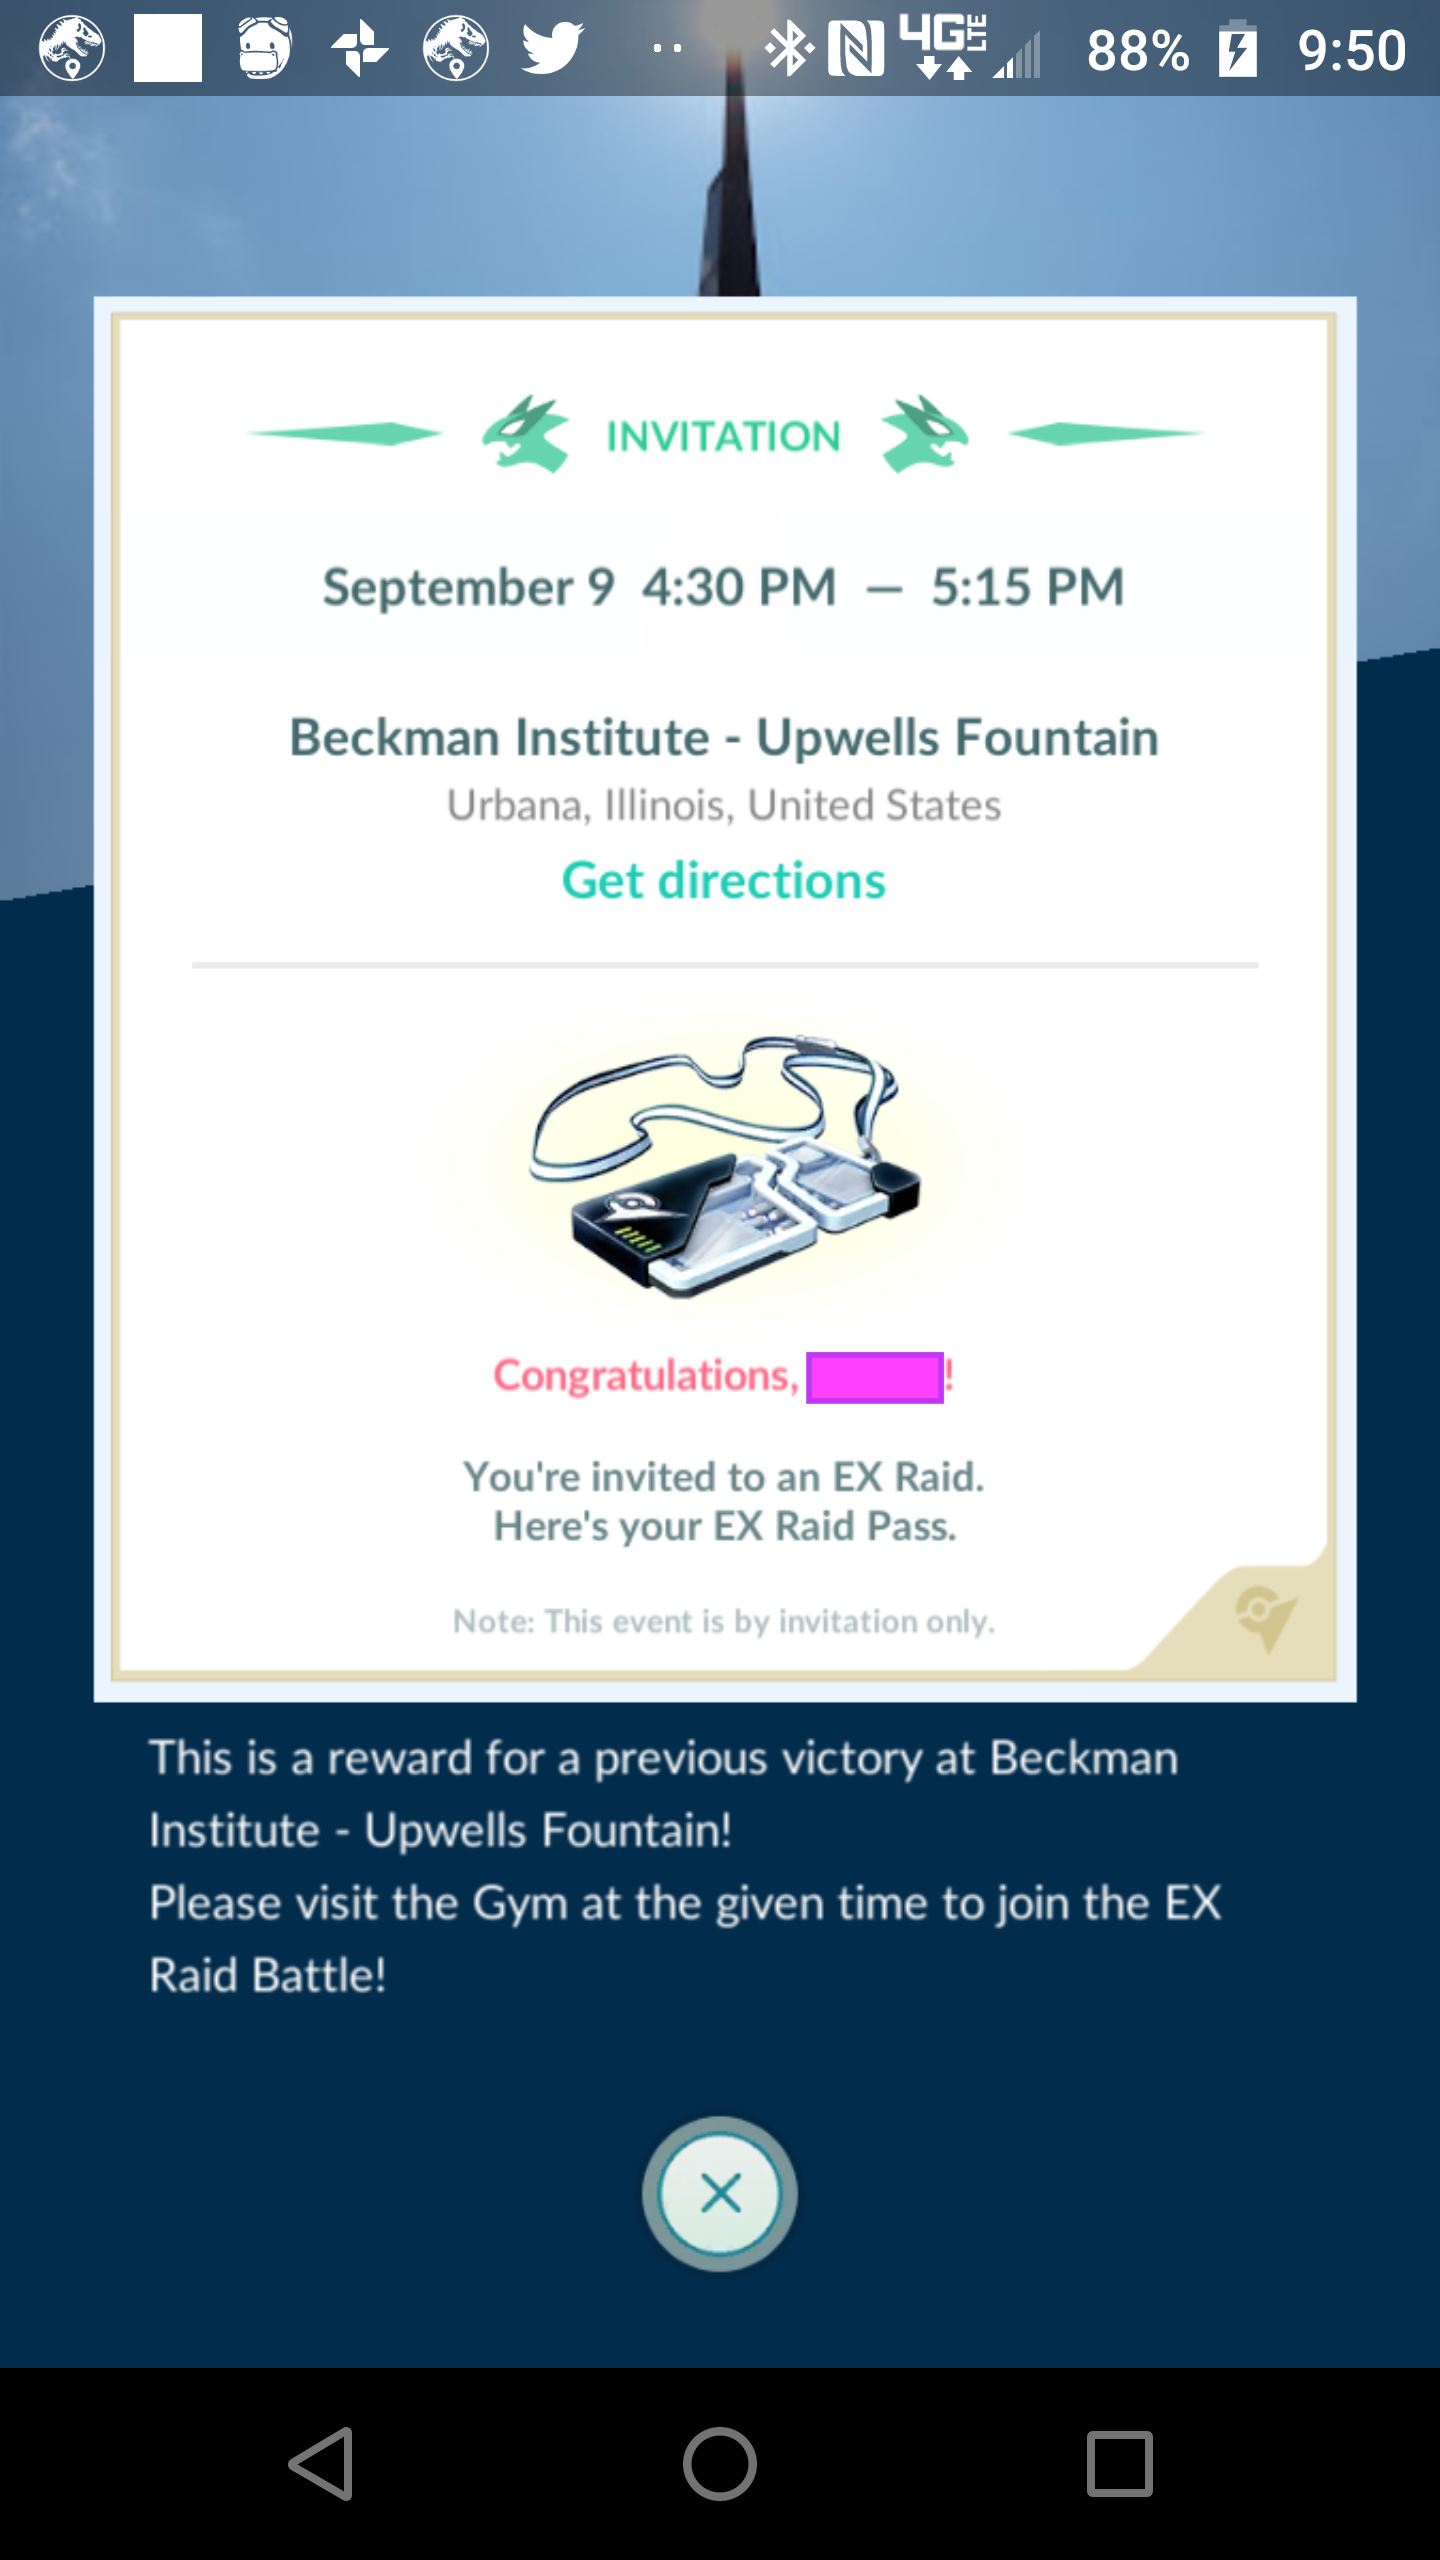 4G LTE 88% 9:50
INVITATION
September 9 4:30 PM — 5:15 PM
Beckman Institute - Upwells Fountain
Urbana, Illinois, United States
Get directions
Congratulations, !
You're invited to an EX Raid.
Here's your EX Raid Pass.
Note: This event is by invitation only.
This is a reward for a previous victory at Beckman
Institute - Upwells Fountain!
Please visit the Gym at the given time to join the EX
Raid Battle!